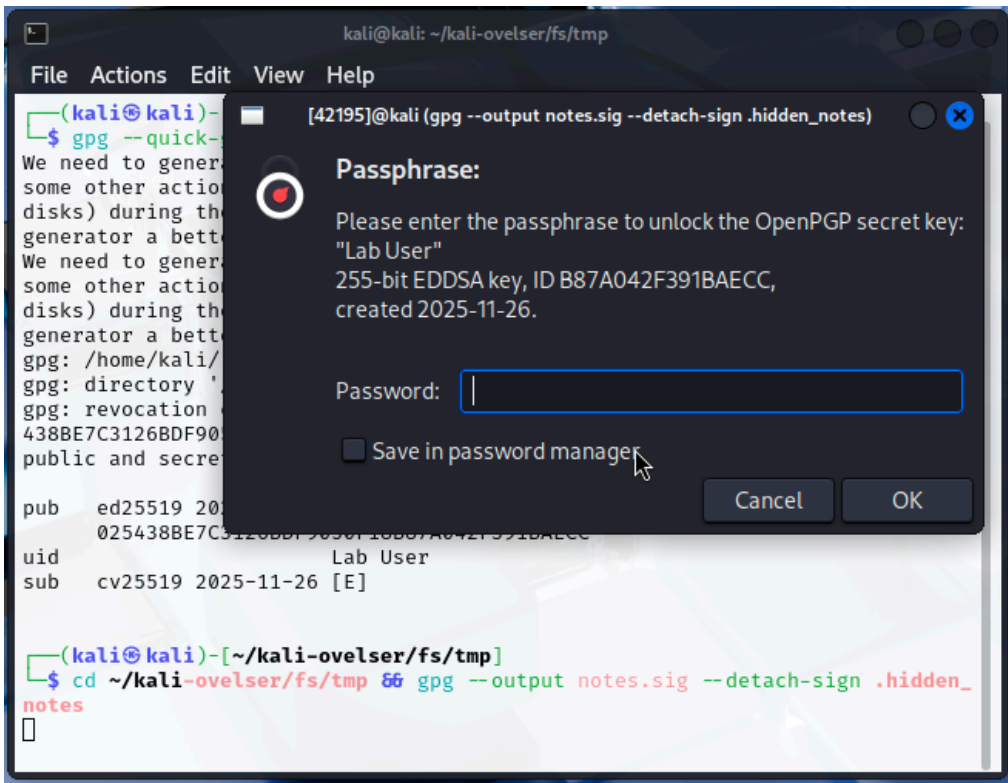 kali@kali: ~/kali-ovelser/fs/tmp
File Actions Edit View Help
┌──(kali㉿kali)-
└─$ gpg --quick-
We need to gener
some other action
disks) during the
generator a bett
We need to gener
some other action
disks) during the
generator a bett
gpg: /home/kali/
gpg: directory '
gpg: revocation
438BE7C3126BDF90
public and secre
[42195]@kali (gpg --output notes.sig --detach-sign .hidden_notes)
Passphrase:
Please enter the passphrase to unlock the OpenPGP secret key:
"Lab User"
255-bit EDDSA key, ID B87A042F391BAECC,
created 2025-11-26.
Password:
Save in password manager
Cancel OK
pub ed25519 202
025438BE7C3126BDF9050F18B87A042F391BAECC
uid Lab User
sub cv25519 2025-11-26 [E]
┌──(kali㉿kali)-[~/kali-ovelser/fs/tmp]
└─$ cd ~/kali-ovelser/fs/tmp && gpg --output notes.sig --detach-sign .hidden_
notes